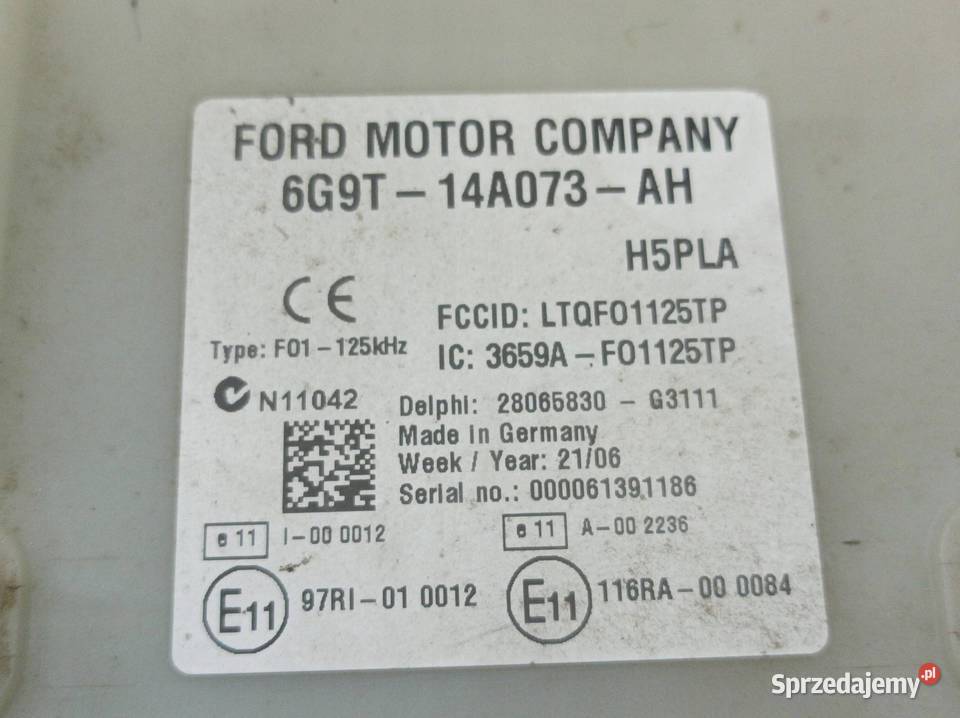 FORD MOTOR COMPANY
6G9T-14A073-AH
H5PLA
CE
FCCID: LTQFO1125TP
Type: F01-125kHz
IC: 3659A-FO1125TP
N11042
Delphi: 28065830 - G3111
Made in Germany
Week / Year: 21/06
Serial no.: 000061391186
e 11 I-00 0012
e 11 A-00 2236
E11 97RI-01 0012
E11 116RA-00 0084
Sprzedajemy.pl